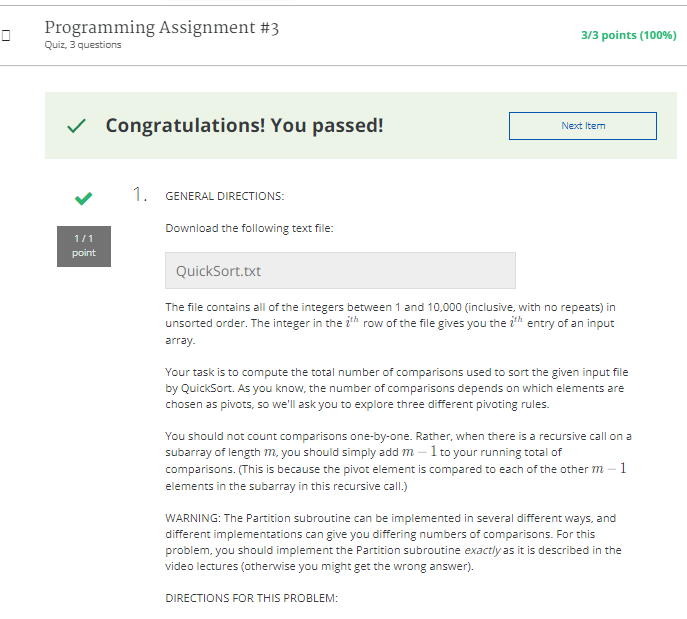 Programming Assignment #3
Quiz, 3 questions
3/3 points (100%)
Congratulations! You passed!
Next Item
1 / 1
point
1.
GENERAL DIRECTIONS:
Download the following text file:
QuickSort.txt
The file contains all of the integers between 1 and 10,000 (inclusive, with no repeats) in
unsorted order. The integer in the i^th row of the file gives you the i^th entry of an input
array.
Your task is to compute the total number of comparisons used to sort the given input file
by QuickSort. As you know, the number of comparisons depends on which elements are
chosen as pivots, so we'll ask you to explore three different pivoting rules.
You should not count comparisons one-by-one. Rather, when there is a recursive call on a
subarray of length m, you should simply add m − 1 to your running total of
comparisons. (This is because the pivot element is compared to each of the other m − 1
elements in the subarray in this recursive call.)
WARNING: The Partition subroutine can be implemented in several different ways, and
different implementations can give you differing numbers of comparisons. For this
problem, you should implement the Partition subroutine exactly as it is described in the
video lectures (otherwise you might get the wrong answer).
DIRECTIONS FOR THIS PROBLEM: